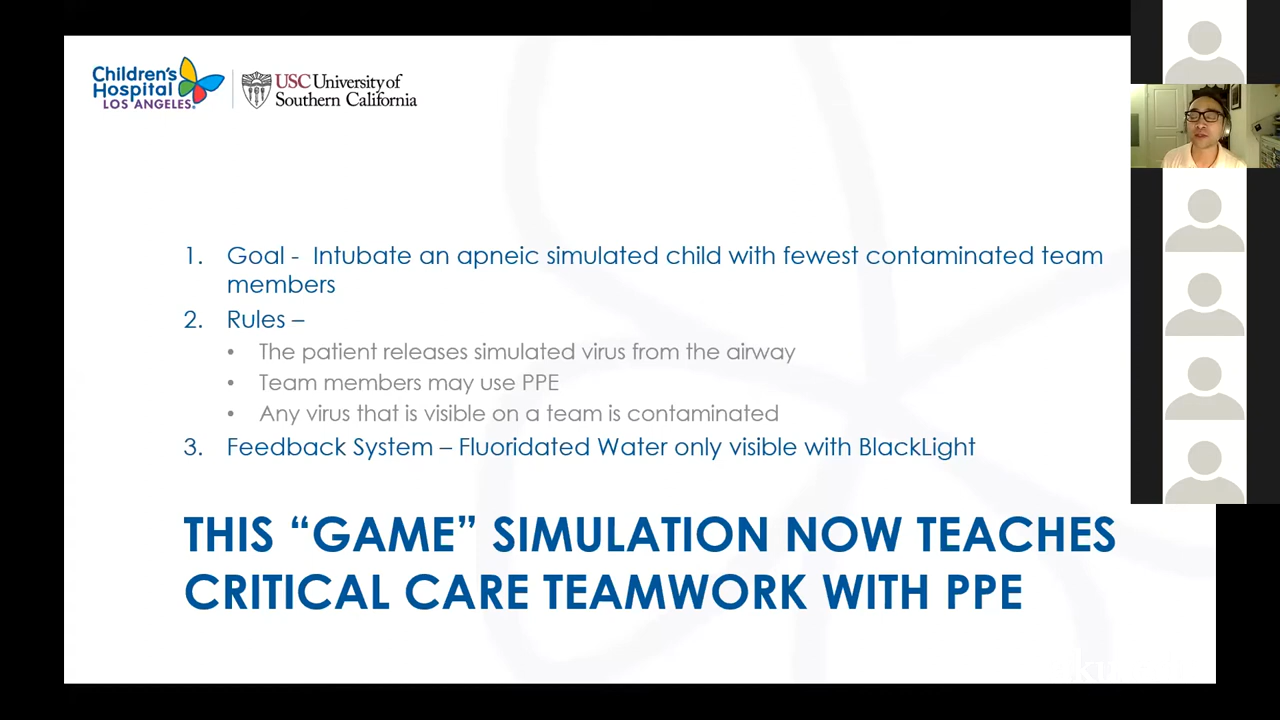 Children's
Hospital
LOS ANGELES
USC University of
Southern California
1. Goal - Intubate an apneic simulated child with fewest contaminated team
members
2. Rules –
• The patient releases simulated virus from the airway
• Team members may use PPE
• Any virus that is visible on a team is contaminated
3. Feedback System – Fluoridated Water only visible with BlackLight
THIS “GAME” SIMULATION NOW TEACHES
CRITICAL CARE TEAMWORK WITH PPE